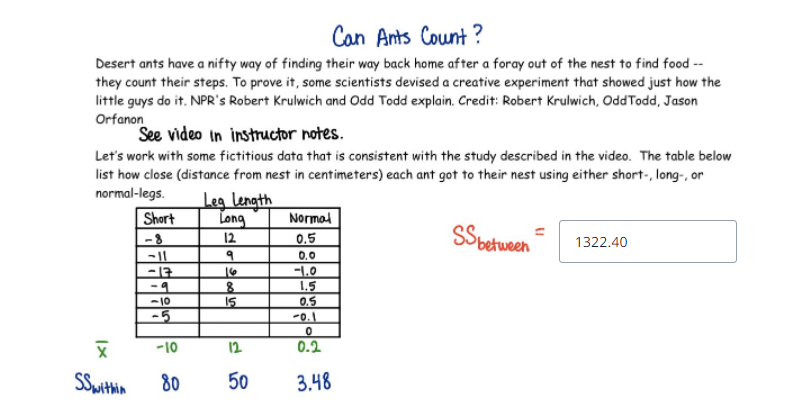 Can Ants Count?
Desert ants have a nifty way of finding their way back home after a foray out of the nest to find food --
they count their steps. To prove it, some scientists devised a creative experiment that showed just how the
little guys do it. NPR's Robert Krulwich and Odd Todd explain. Credit: Robert Krulwich, OddTodd, Jason
Orfanon
See video in instructor notes.
Let's work with some fictitious data that is consistent with the study described in the video. The table below
list how close (distance from nest in centimeters) each ant got to their nest using either short-, long-, or
normal-legs.
Leg Length
Short Long Normal
-8 12 0.5
-11 9 0.0
-17 16 -1.0
-9 8 1.5
-10 15 0.5
-5 -0.1
0
x̄ -10 12 0.2
SSwithin 80 50 3.48
SSbetween = 1322.40